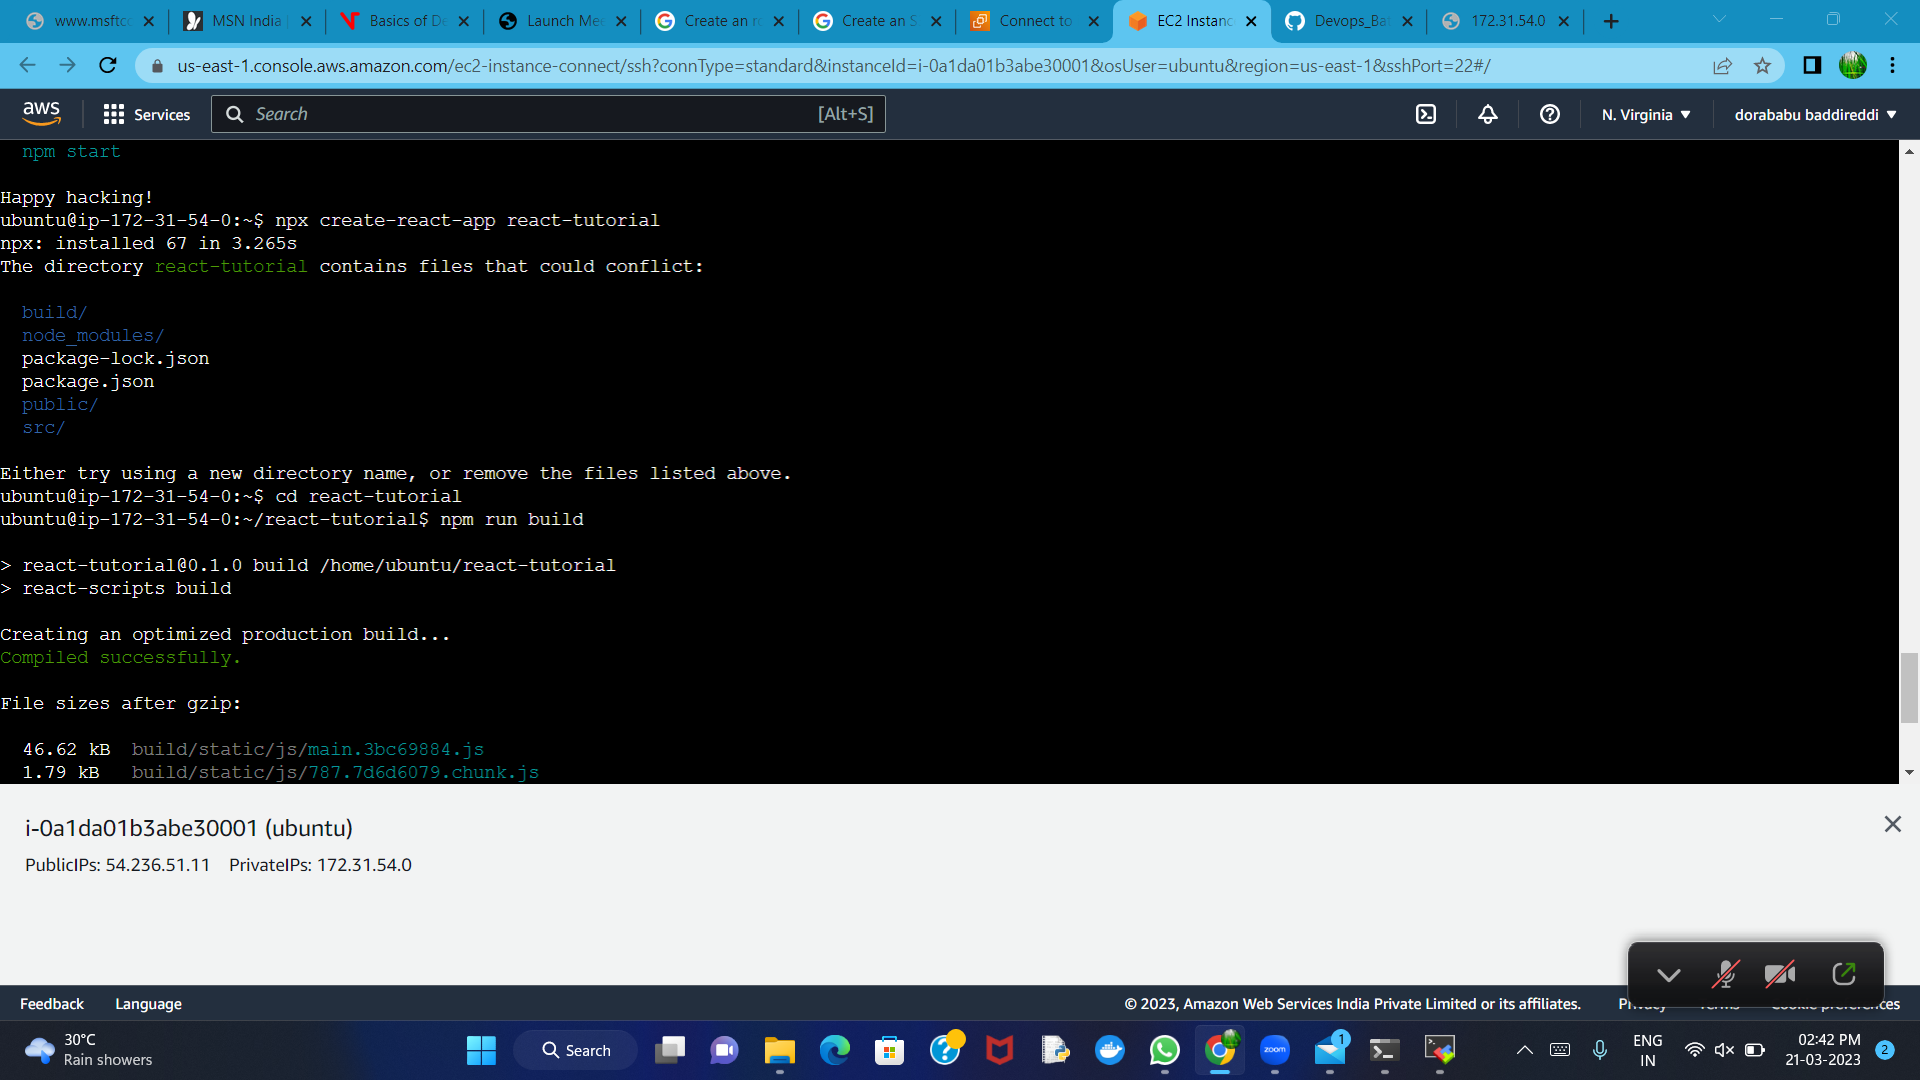 www.msftc
MSN India
Basics of De
Launch Mee
Create an r
Create an S
Connect to
EC2 Instanc
Devops_Ba
172.31.54.0
us-east-1.console.aws.amazon.com/ec2-instance-connect/ssh?connType=standard&instanceId=i-0a1da01b3abe30001&osUser=ubuntu&region=us-east-1&sshPort=22#/
aws
Services
Search
[Alt+S]
N. Virginia
dorababu baddireddi
npm start
Happy hacking!
ubuntu@ip-172-31-54-0:~$ npx create-react-app react-tutorial
npx: installed 67 in 3.265s
The directory react-tutorial contains files that could conflict:
build/
node_modules/
package-lock.json
package.json
public/
src/
Either try using a new directory name, or remove the files listed above.
ubuntu@ip-172-31-54-0:~$ cd react-tutorial
ubuntu@ip-172-31-54-0:~/react-tutorial$ npm run build
> react-tutorial@0.1.0 build /home/ubuntu/react-tutorial
> react-scripts build
Creating an optimized production build...
Compiled successfully.
File sizes after gzip:
46.62 kB  build/static/js/main.3bc69884.js
1.79 kB   build/static/js/787.7d6d6079.chunk.js
i-0a1da01b3abe30001 (ubuntu)
PublicIPs: 54.236.51.11 PrivateIPs: 172.31.54.0
Feedback
Language
© 2023, Amazon Web Services India Private Limited or its affiliates.
Privacy
Terms
Cookie preferences
30°C
Rain showers
Search
zoom
1
ENG
IN
02:42 PM
21-03-2023
2